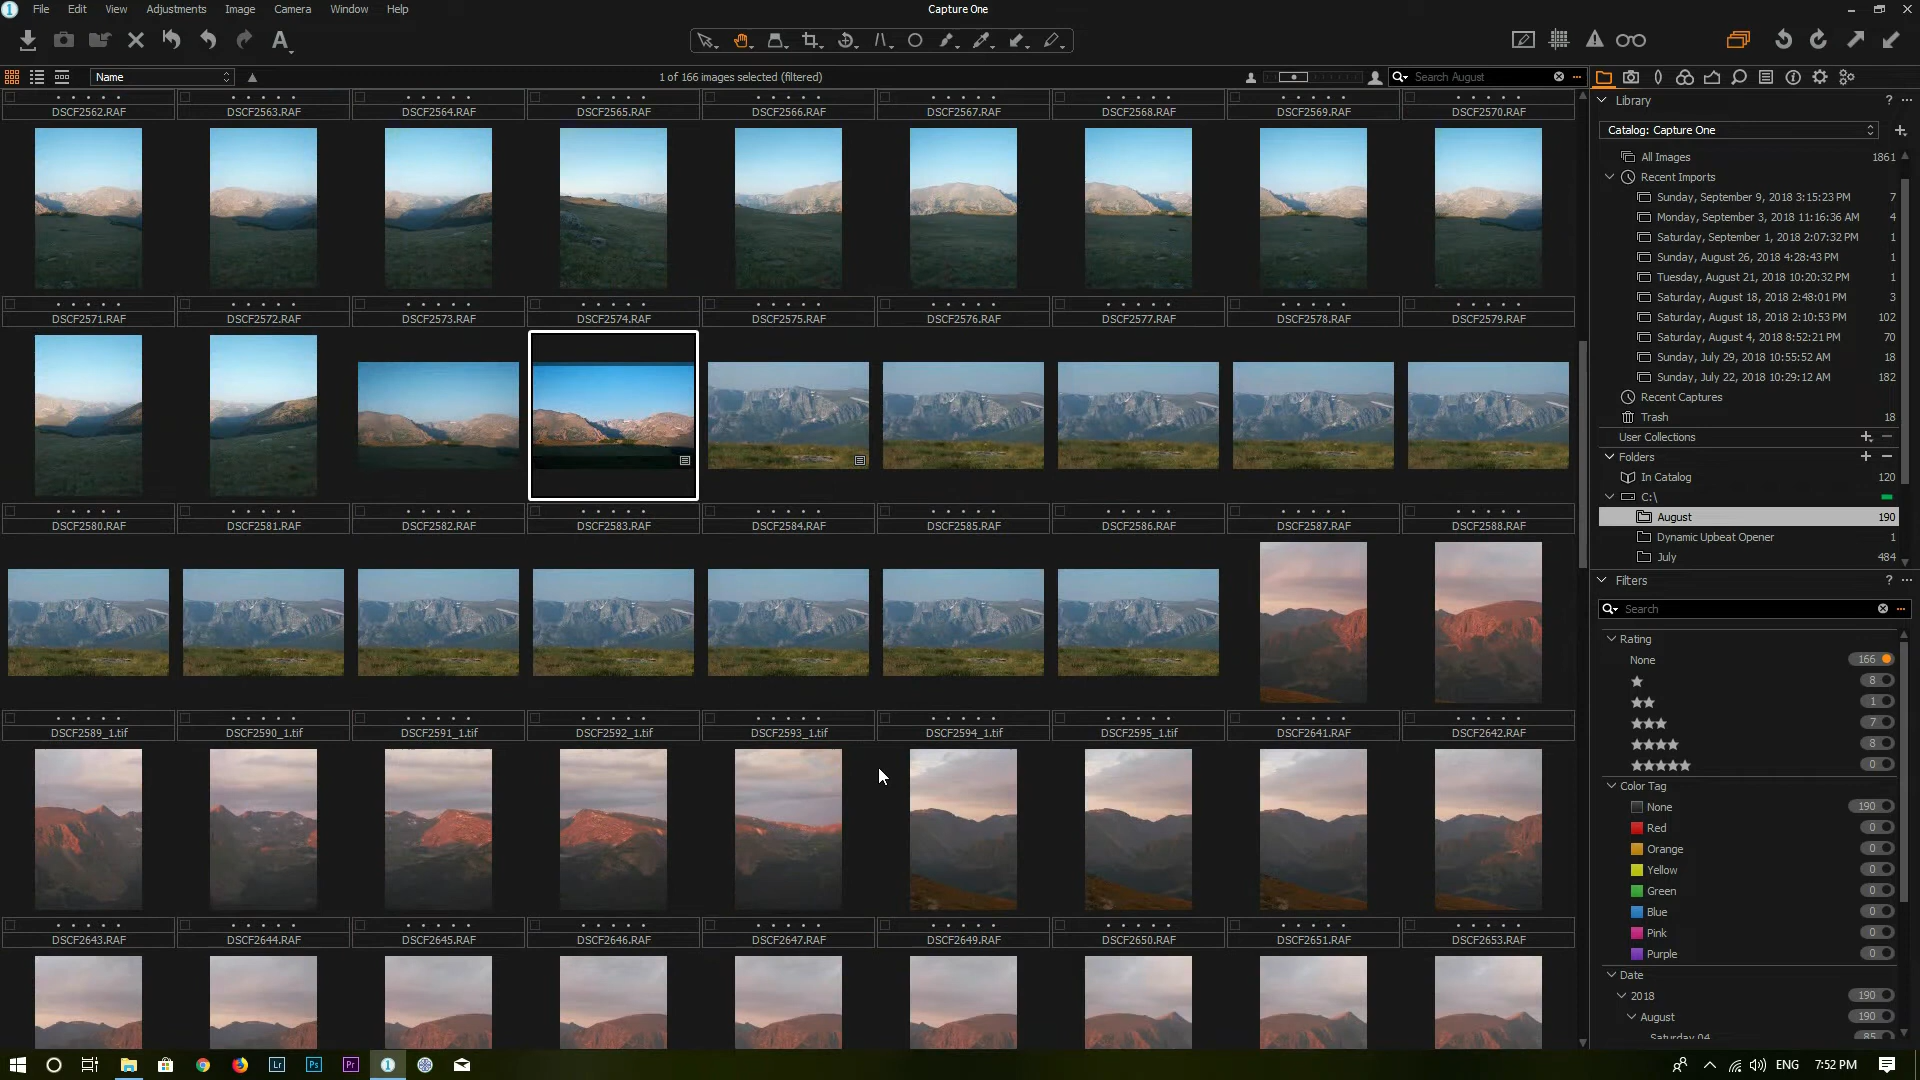 File Edit View Adjustments Image Camera Window Help
Capture One
Name
1 of 166 images selected (filtered)
Search August
DSCF2562.RAF DSCF2563.RAF DSCF2564.RAF DSCF2565.RAF DSCF2566.RAF DSCF2567.RAF DSCF2568.RAF DSCF2569.RAF DSCF2570.RAF
DSCF2571.RAF DSCF2572.RAF DSCF2573.RAF DSCF2574.RAF DSCF2575.RAF DSCF2576.RAF DSCF2577.RAF DSCF2578.RAF DSCF2579.RAF
DSCF2580.RAF DSCF2581.RAF DSCF2582.RAF DSCF2583.RAF DSCF2584.RAF DSCF2585.RAF DSCF2586.RAF DSCF2587.RAF DSCF2588.RAF
DSCF2589_1.tif DSCF2590_1.tif DSCF2591_1.tif DSCF2592_1.tif DSCF2593_1.tif DSCF2594_1.tif DSCF2595_1.tif DSCF2641.RAF DSCF2642.RAF
DSCF2643.RAF DSCF2644.RAF DSCF2645.RAF DSCF2646.RAF DSCF2647.RAF DSCF2649.RAF DSCF2650.RAF DSCF2651.RAF DSCF2653.RAF
Library ?
Catalog: Capture One
All Images 1861
Recent Imports
Sunday, September 9, 2018 3:15:23 PM 7
Monday, September 3, 2018 11:16:36 AM 4
Saturday, September 1, 2018 2:07:32 PM 1
Sunday, August 26, 2018 4:28:43 PM 1
Tuesday, August 21, 2018 10:20:32 PM 1
Saturday, August 18, 2018 2:48:01 PM 3
Saturday, August 18, 2018 2:10:53 PM 102
Saturday, August 4, 2018 8:52:21 PM 70
Sunday, July 29, 2018 10:55:52 AM 18
Sunday, July 22, 2018 10:29:12 AM 182
Recent Captures
Trash 18
User Collections
Folders
In Catalog 120
C:\
August 190
Dynamic Upbeat Opener 1
July 484
Filters ?
Search
Rating
None 166
8
1
7
8
0
Color Tag
None 190
Red 0
Orange 0
Yellow 0
Green 0
Blue 0
Pink 0
Purple 0
Date
2018 190
August 190
Saturday 04 85
Lr Ps Pr 1
ENG 7:52 PM